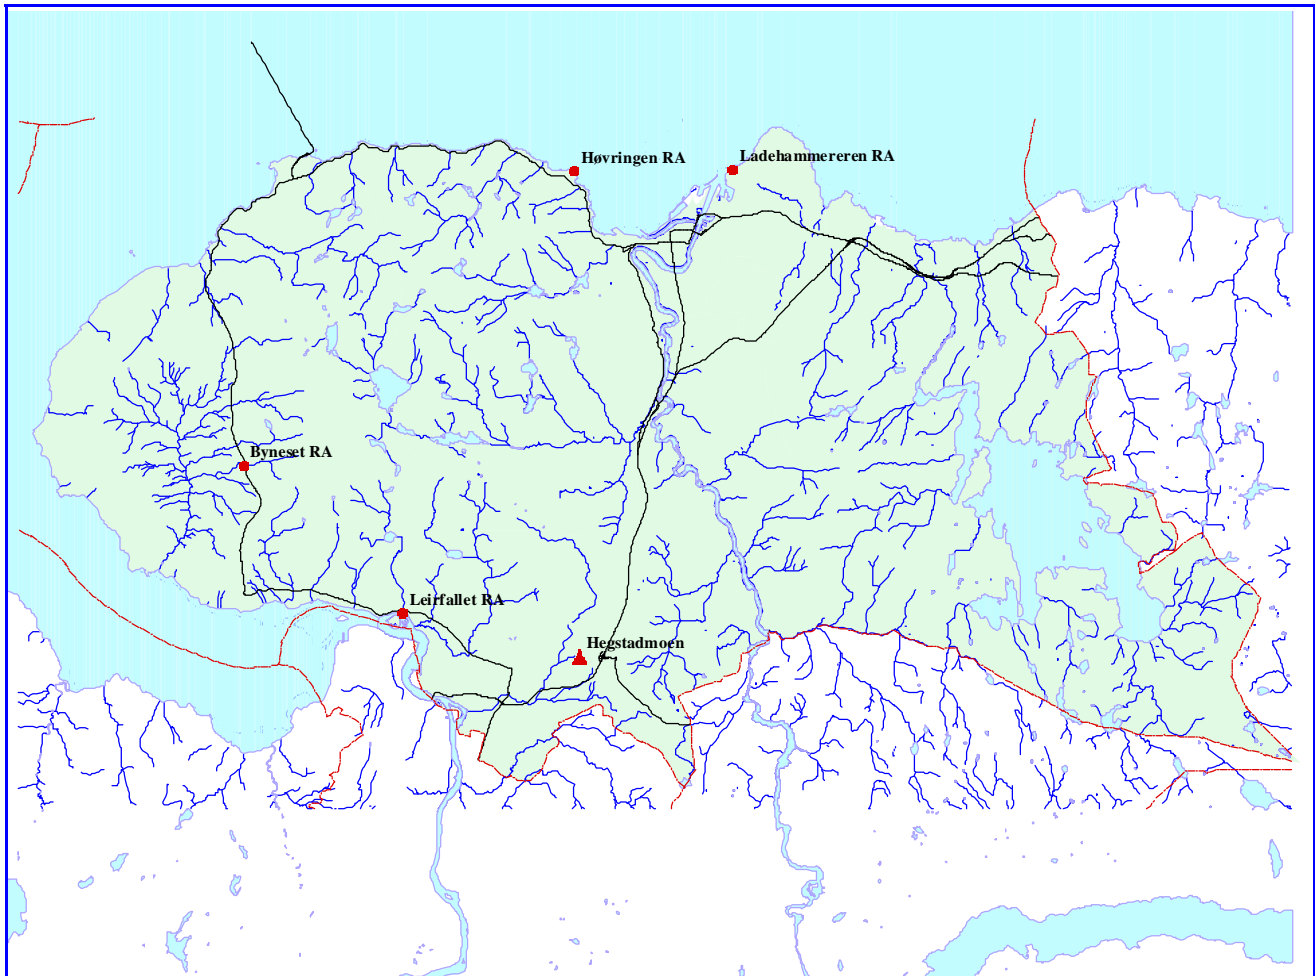 Høvringen RA
Ladehammereren RA
Byneset RA
Leirfallet RA
Hegstadmoen